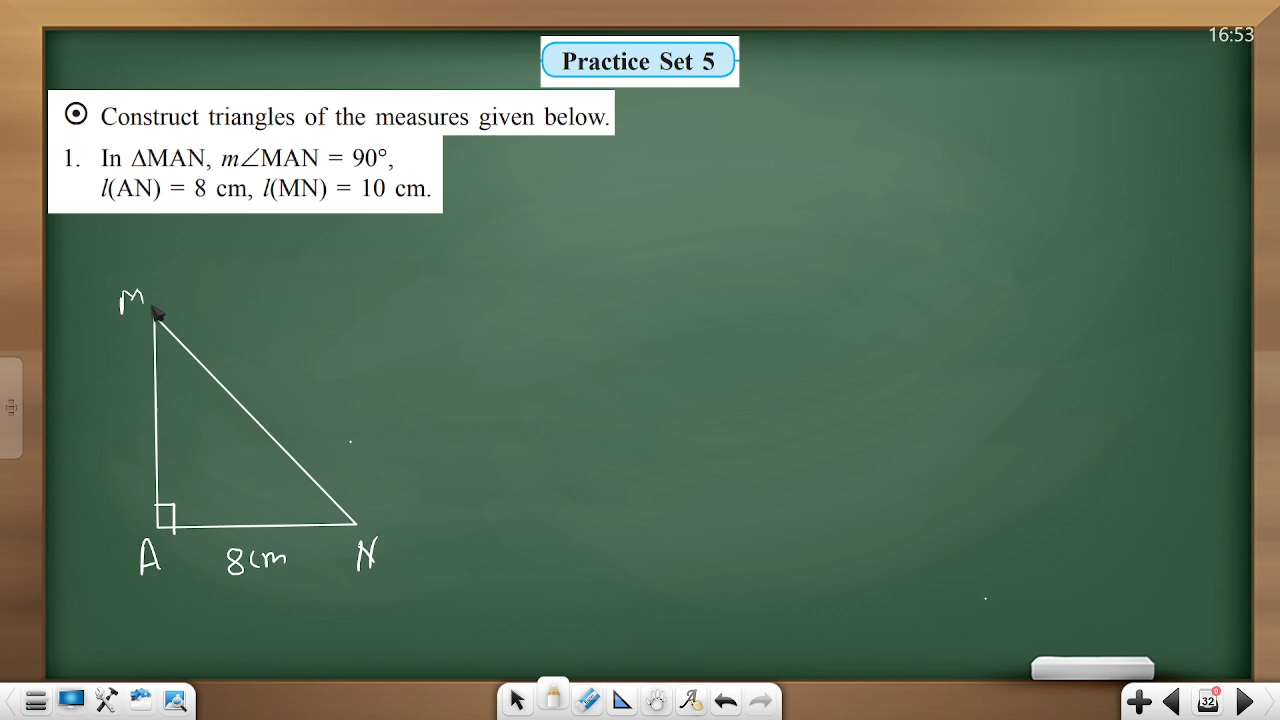 16:53
Practice Set 5
⊙ Construct triangles of the measures given below.
1. In ΔMAN, m∠MAN = 90°,
l(AN) = 8 cm, l(MN) = 10 cm.
M
A 8cm N
32
0